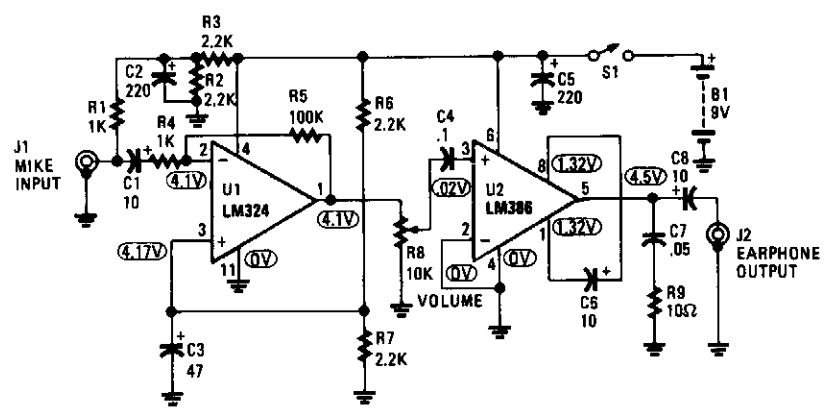 R3
2.2K
C2
220
R2
2.2K
R1
1K
R4
1K
R5
100K
R6
2.2K
C4
.1
C5
220
S1
B1
9V
J1
MIKE
INPUT
C1
10
2
4
4.1V
U1
LM324
1
4.1V
3
4.17V
11
0V
R8
10K
VOLUME
3
.02V
6
U2
LM386
8
1.32V
5
4.5V
C8
10
2
0V
4
0V
1
1.32V
C6
10
C7
.05
R9
10Ω
J2
EARPHONE
OUTPUT
C3
47
R7
2.2K